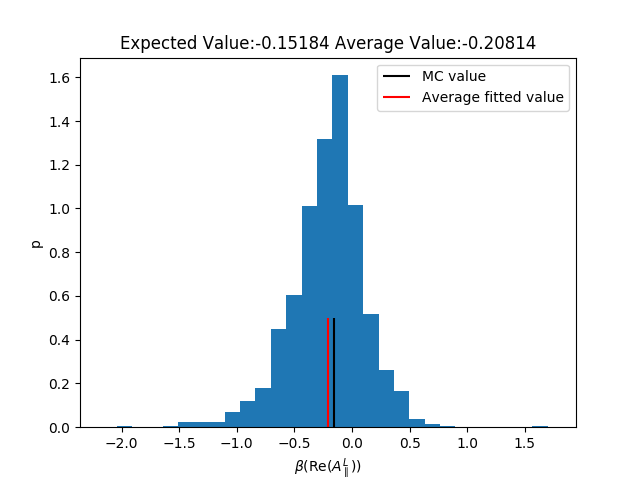 Expected Value:-0.15184 Average Value:-0.20814
MC value
Average fitted value
p
1.6
1.4
1.2
1.0
0.8
0.6
0.4
0.2
0.0
−2.0 −1.5 −1.0 −0.5 0.0 0.5 1.0 1.5
β(Re(A^L_∥))